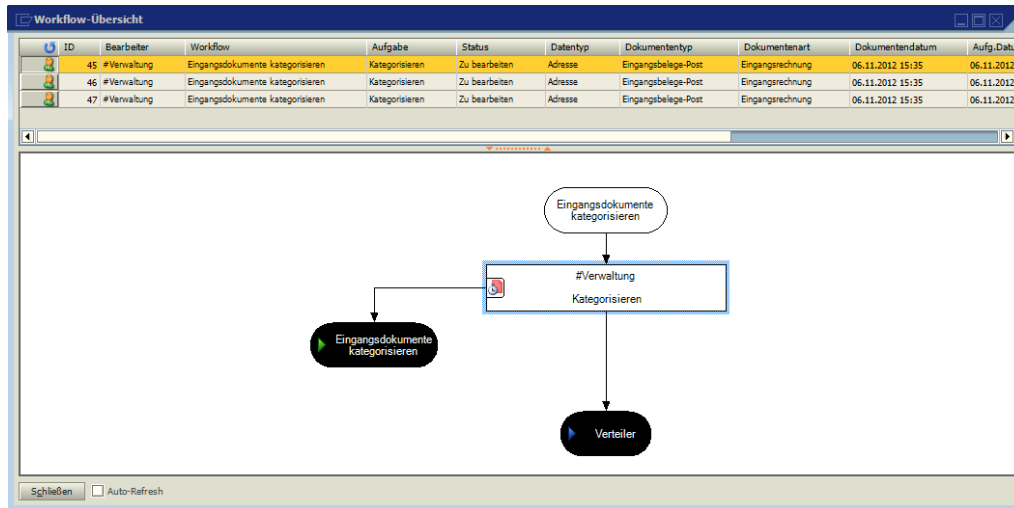 Workflow-Übersicht
ID Bearbeiter Workflow Aufgabe Status Datentyp Dokumententyp Dokumentenart Dokumentendatum Aufg.Datu
45 #Verwaltung Eingangsdokumente kategorisieren Kategorisieren Zu bearbeiten Adresse Eingangsbelege-Post Eingangsrechnung 06.11.2012 15:35 06.11.2012
46 #Verwaltung Eingangsdokumente kategorisieren Kategorisieren Zu bearbeiten Adresse Eingangsbelege-Post Eingangsrechnung 06.11.2012 15:35 06.11.2012
47 #Verwaltung Eingangsdokumente kategorisieren Kategorisieren Zu bearbeiten Adresse Eingangsbelege-Post Eingangsrechnung 06.11.2012 15:35 06.11.2012
Eingangsdokumente
kategorisieren
#Verwaltung
Kategorisieren
Eingangsdokumente
kategorisieren
Verteiler
Schließen Auto-Refresh